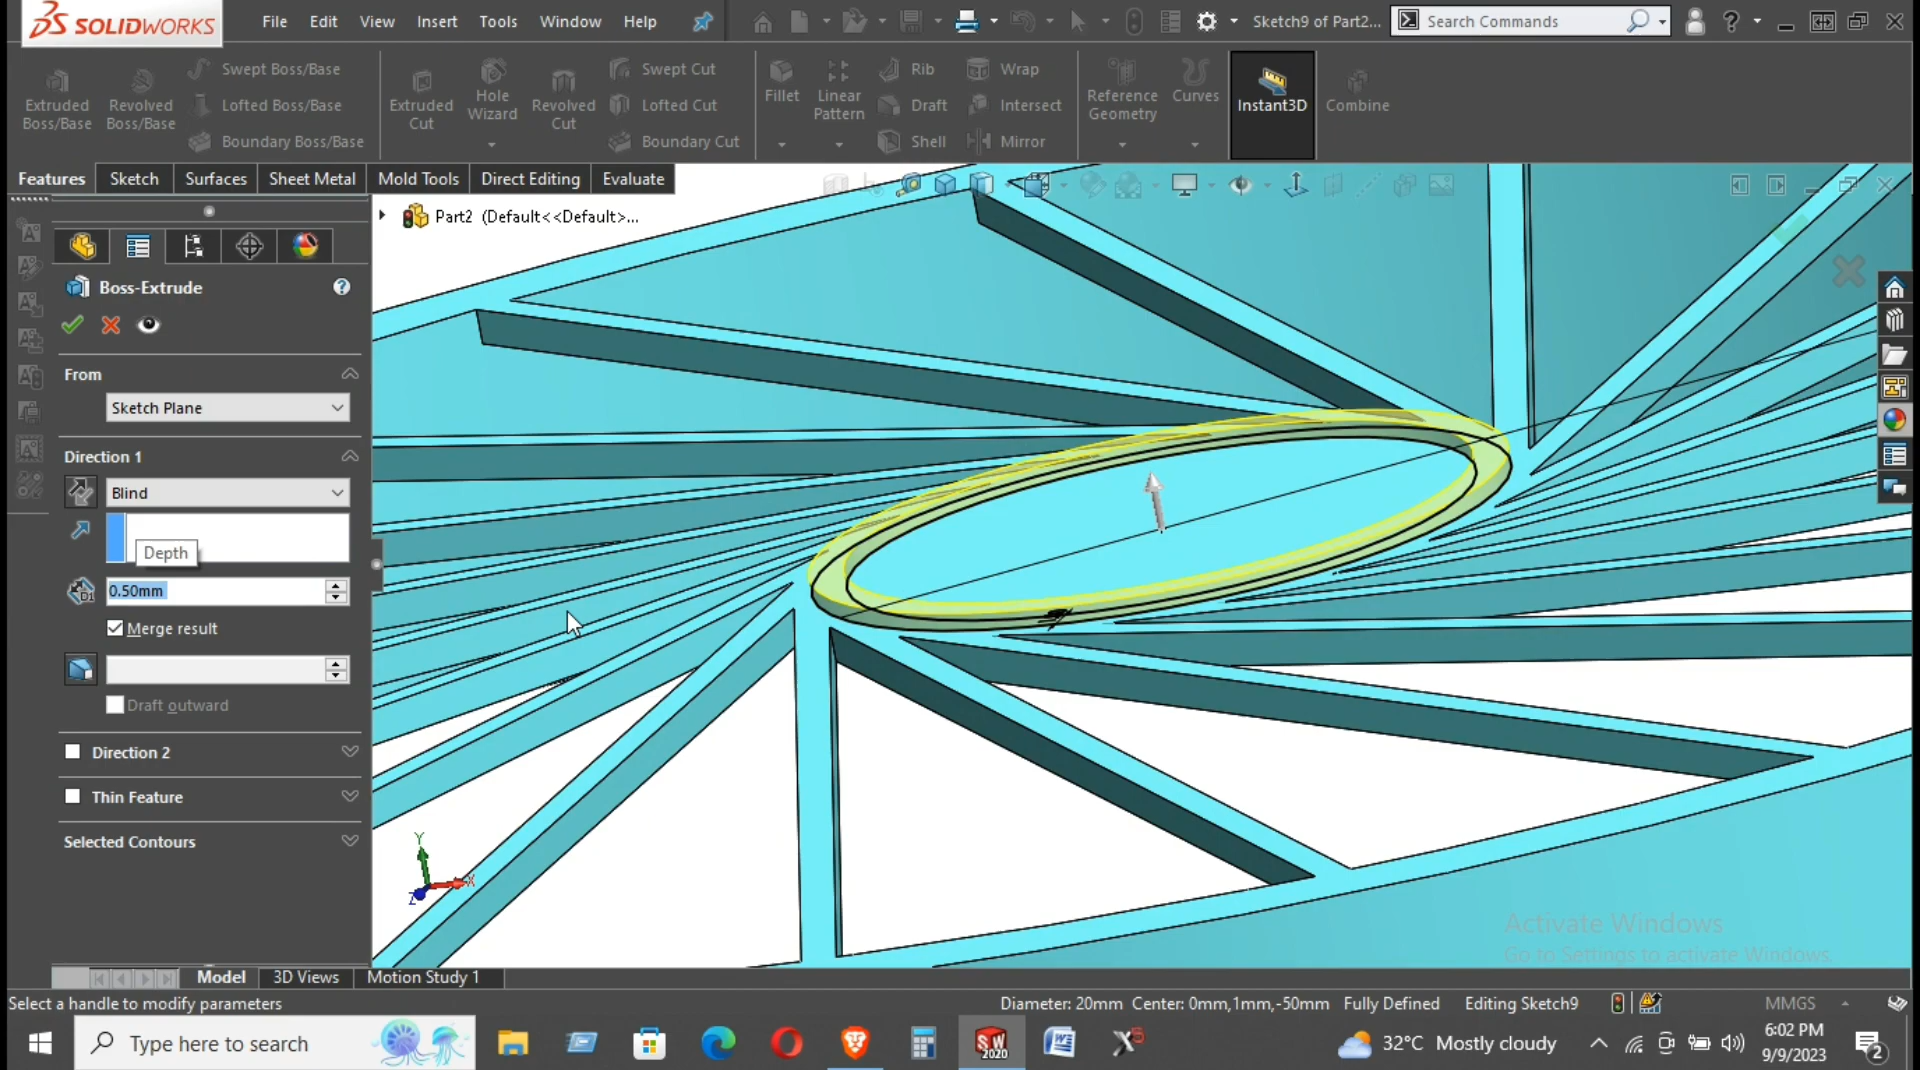 SOLIDWORKS File Edit View Insert Tools Window Help Sketch9 of Part2... Search Commands
Extruded Boss/Base
Revolved Boss/Base
Swept Boss/Base
Lofted Boss/Base
Boundary Boss/Base
Extruded Cut
Hole Wizard
Revolved Cut
Swept Cut
Lofted Cut
Boundary Cut
Fillet
Linear Pattern
Rib
Draft
Shell
Wrap
Intersect
Mirror
Reference Geometry
Curves
Instant3D
Combine
Features Sketch Surfaces Sheet Metal Mold Tools Direct Editing Evaluate
Part2 (Default<<Default>...
Boss-Extrude
From
Sketch Plane
Direction 1
Blind
Depth
0.50mm
Merge result
Draft outward
Direction 2
Thin Feature
Selected Contours
Y
X
Z
Activate Windows
Go to Settings to activate Windows.
Model 3D Views Motion Study 1
Select a handle to modify parameters Diameter: 20mm Center: 0mm,1mm,-50mm Fully Defined Editing Sketch9 MMGS
Type here to search
SW 2020
32°C Mostly cloudy
6:02 PM
9/9/2023
2